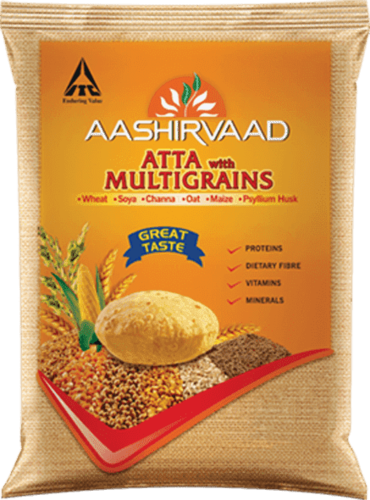 ITC
Enduring Value
AASHIRVAAD
ATTA with
MULTIGRAINS
•Wheat •Soya •Channa •Oat •Maize •Psyllium Husk
GREAT
TASTE
PROTEINS
DIETARY FIBRE
VITAMINS
MINERALS